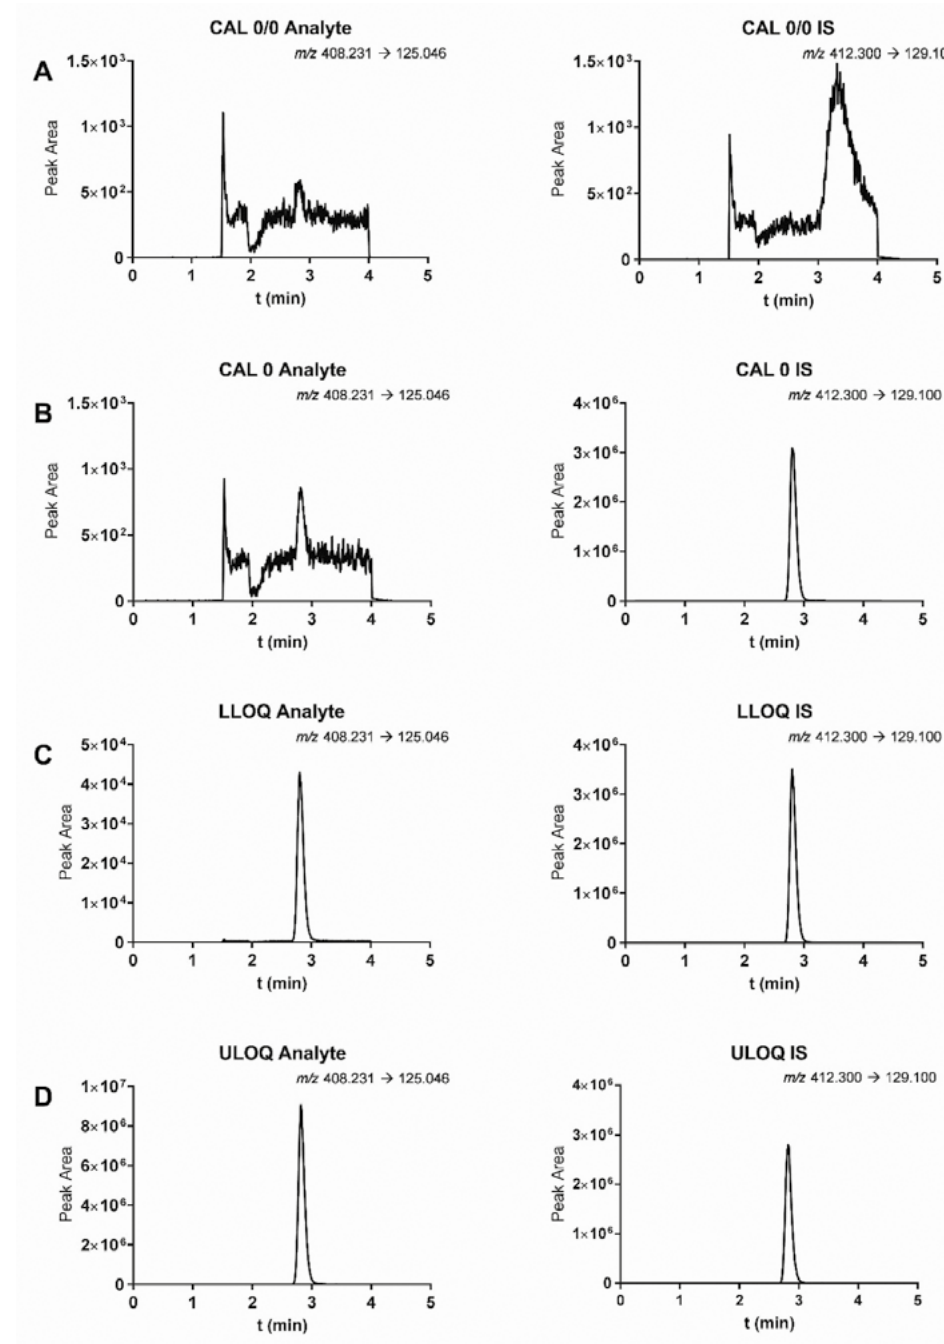 CAL 0/0 Analyte
m/z 408.231 → 125.046
A
1.5×10³
1×10³
5×10²
0
Peak Area
0 1 2 3 4 5
t (min)
CAL 0/0 IS
m/z 412.300 → 129.10
1.5×10³
1×10³
5×10²
0
Peak Area
0 1 2 3 4 5
t (min)
CAL 0 Analyte
m/z 408.231 → 125.046
B
1.5×10³
1×10³
5×10²
0
Peak Area
0 1 2 3 4 5
t (min)
CAL 0 IS
m/z 412.300 → 129.100
4×10⁶
3×10⁶
2×10⁶
1×10⁶
0
Peak Area
0 1 2 3 4 5
t (min)
LLOQ Analyte
m/z 408.231 → 125.046
C
5×10⁴
4×10⁴
3×10⁴
2×10⁴
1×10⁴
0
Peak Area
0 1 2 3 4 5
t (min)
LLOQ IS
m/z 412.300 → 129.100
4×10⁶
3×10⁶
2×10⁶
1×10⁶
0
Peak Area
0 1 2 3 4 5
t (min)
ULOQ Analyte
m/z 408.231 → 125.046
D
1×10⁷
8×10⁶
6×10⁶
4×10⁶
2×10⁶
0
Peak Area
0 1 2 3 4 5
t (min)
ULOQ IS
m/z 412.300 → 129.100
4×10⁶
3×10⁶
2×10⁶
1×10⁶
0
Peak Area
0 1 2 3 4 5
t (min)